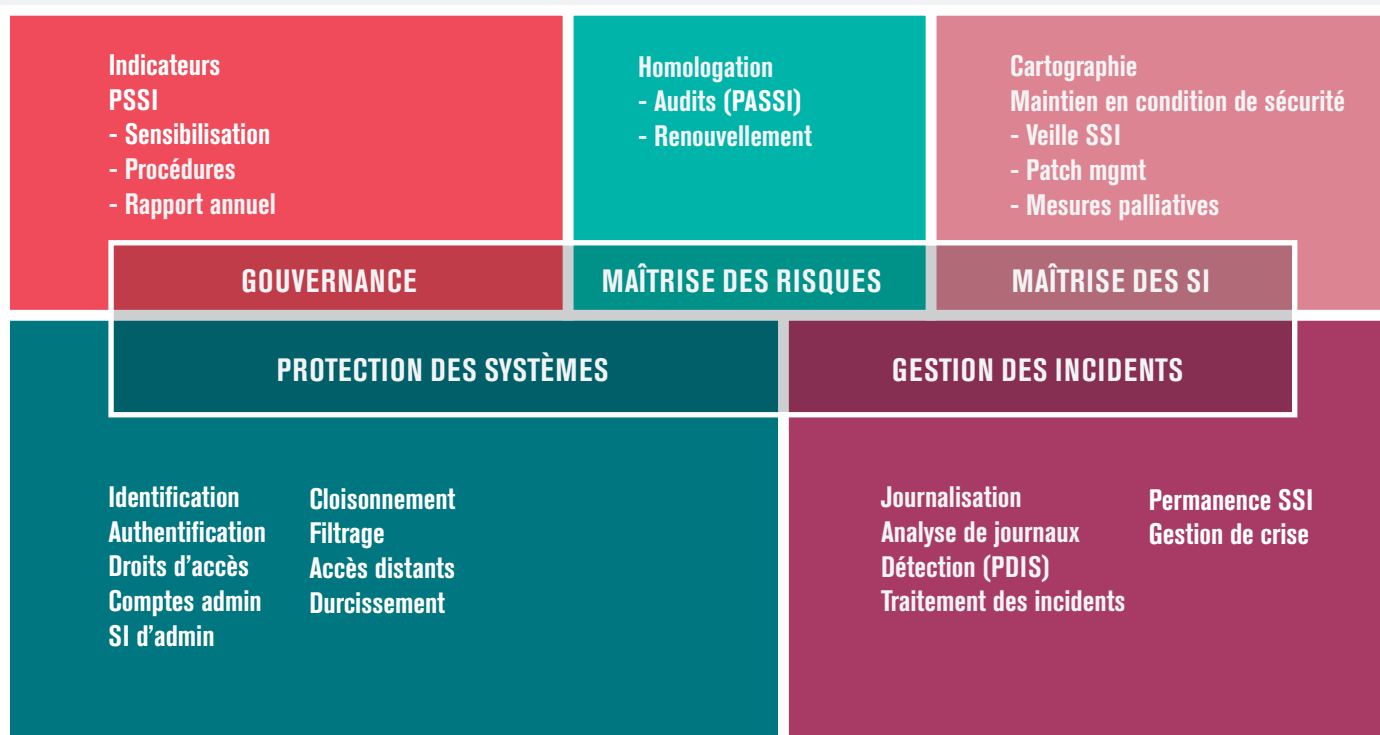 Indicateurs
PSSI
- Sensibilisation
- Procédures
- Rapport annuel
GOUVERNANCE
Homologation
- Audits (PASSI)
- Renouvellement
MAÎTRISE DES RISQUES
Cartographie
Maintien en condition de sécurité
- Veille SSI
- Patch mgmt
- Mesures palliatives
MAÎTRISE DES SI
PROTECTION DES SYSTÈMES
Identification
Authentification
Droits d’accès
Comptes admin
SI d’admin
Cloisonnement
Filtrage
Accès distants
Durcissement
GESTION DES INCIDENTS
Journalisation
Analyse de journaux
Détection (PDIS)
Traitement des incidents
Permanence SSI
Gestion de crise